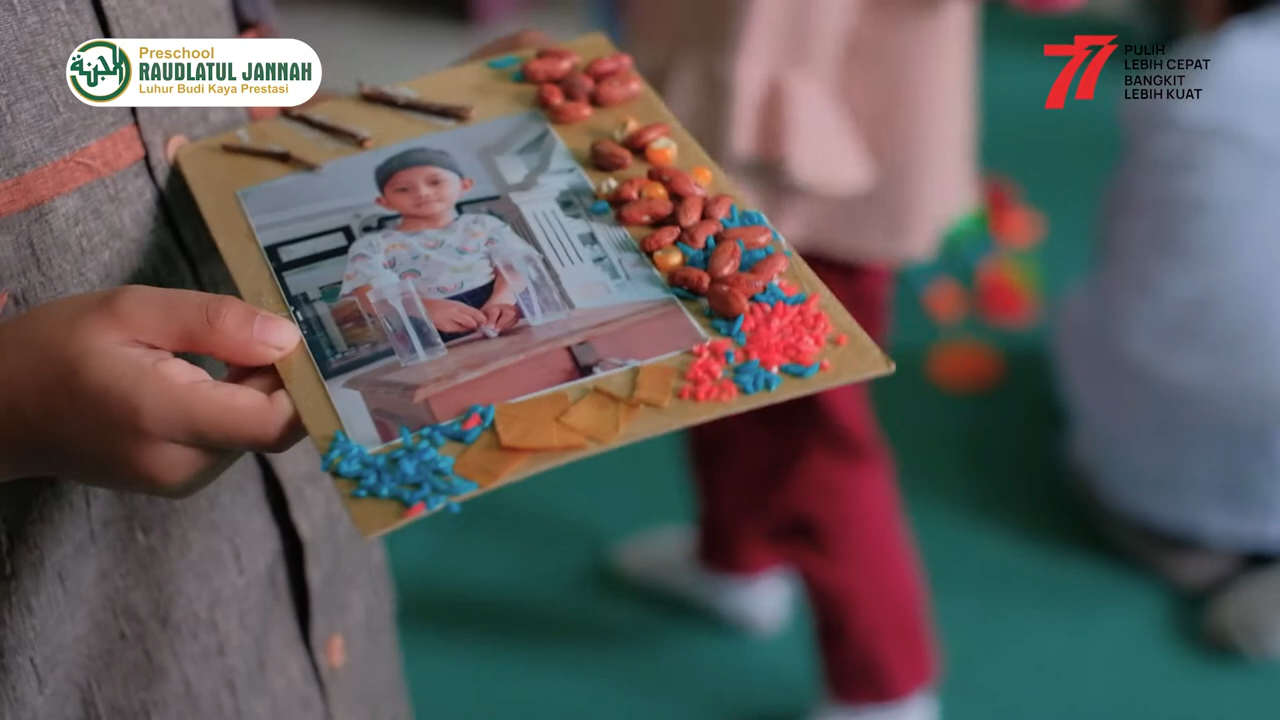 Preschool
RAUDLATUL JANNAH
Luhur Budi Kaya Prestasi
77
PULIH
LEBIH CEPAT
BANGKIT
LEBIH KUAT